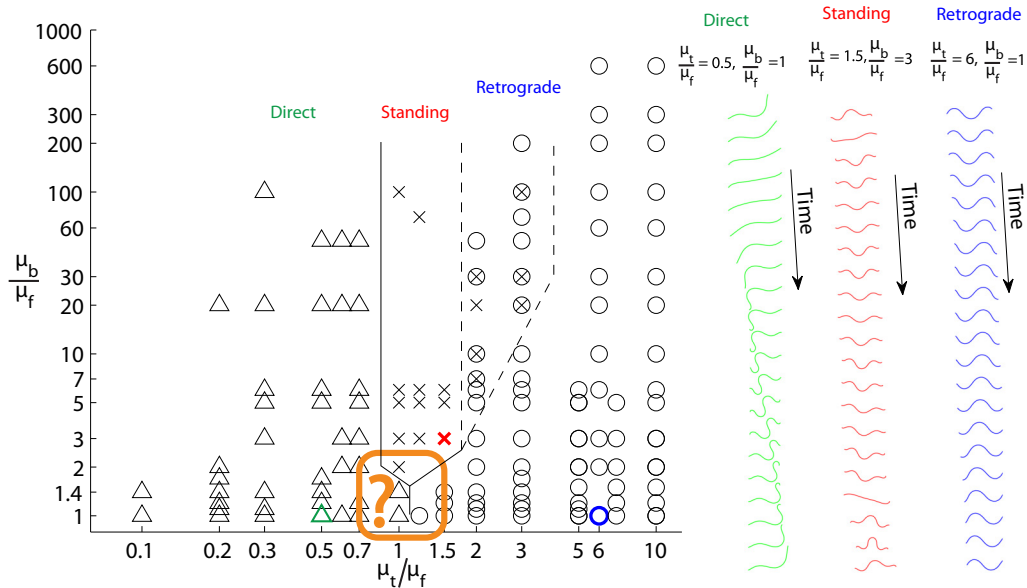 Direct
Standing
Retrograde
μt/μf = 0.5, μb/μf =1
μt/μf = 1.5, μb/μf =3
μt/μf = 6, μb/μf =1
1000
600
300
200
100
60
30
20
10
7
5
3
2
1.4
1
μb/μf
Direct
Standing
Retrograde
?
Time
Time
Time
0.1
0.2
0.3
0.5
0.7
1
1.5
2
3
5
6
10
μt/μf